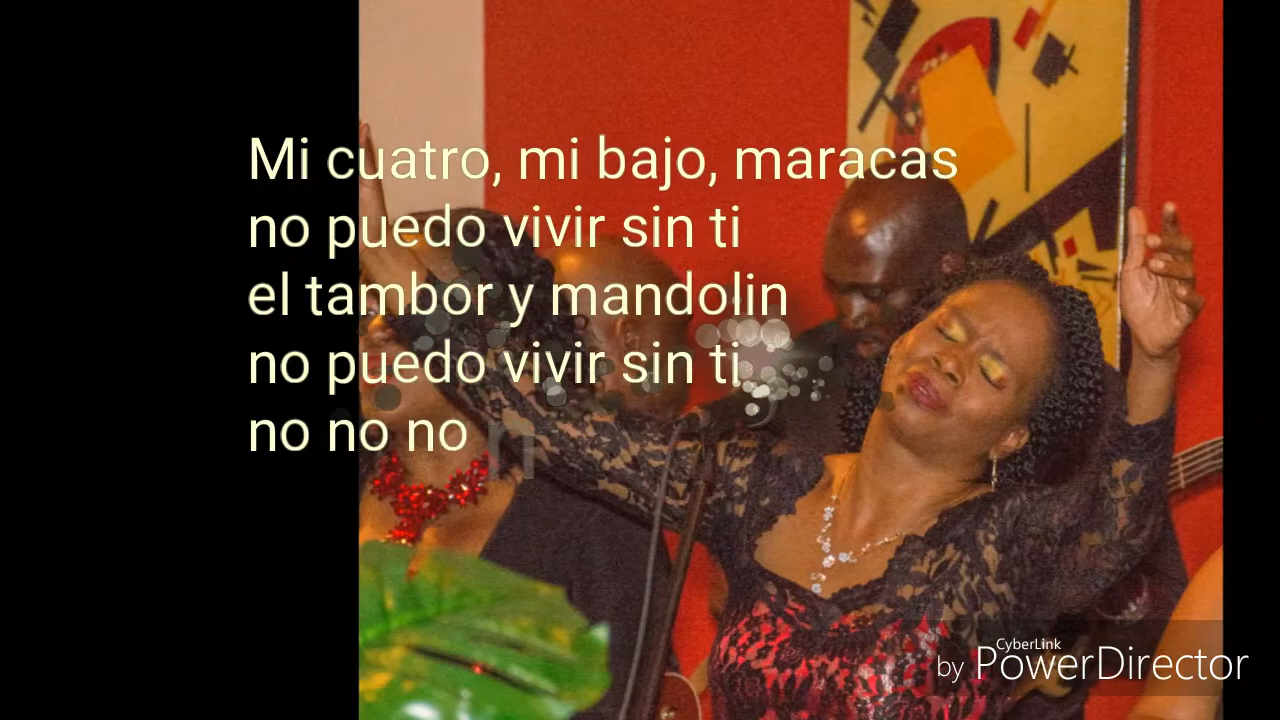 Mi cuatro, mi bajo, maracas
no puedo vivir sin ti
el tambor y mandolin
no puedo vivir sin ti
no no no n
by CyberLink PowerDirector